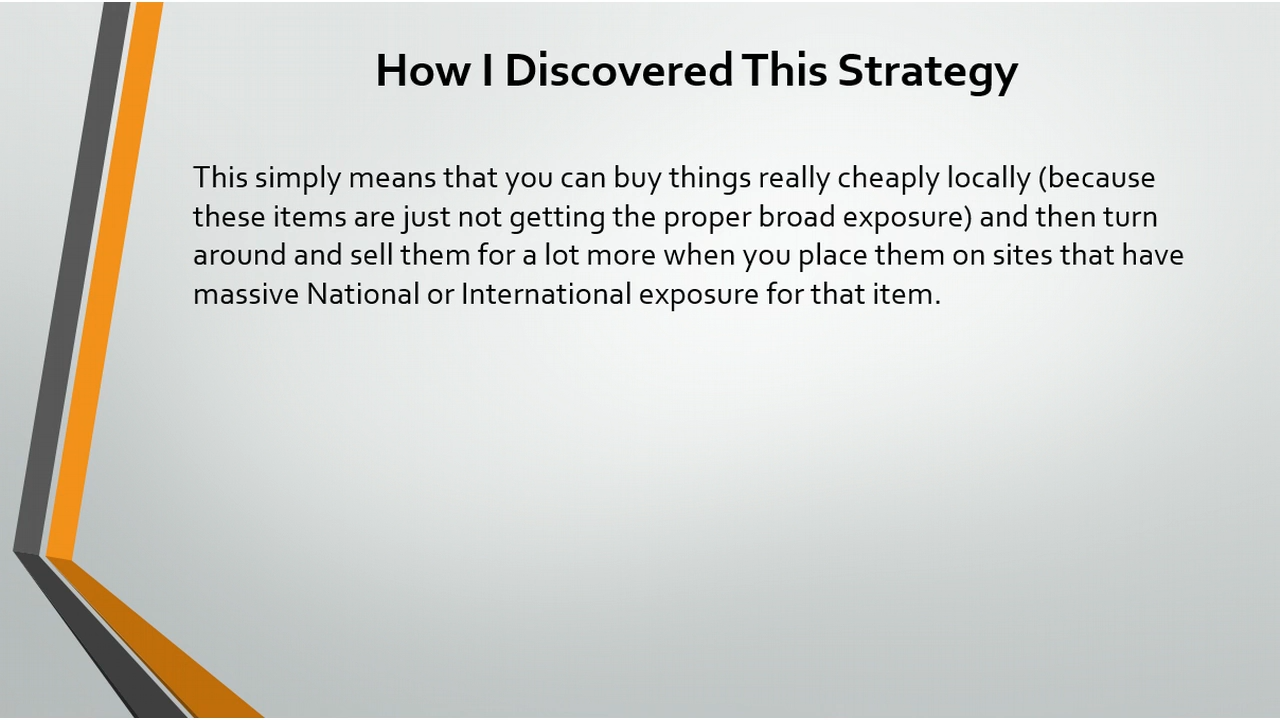 How I Discovered This Strategy
This simply means that you can buy things really cheaply locally (because
these items are just not getting the proper broad exposure) and then turn
around and sell them for a lot more when you place them on sites that have
massive National or International exposure for that item.